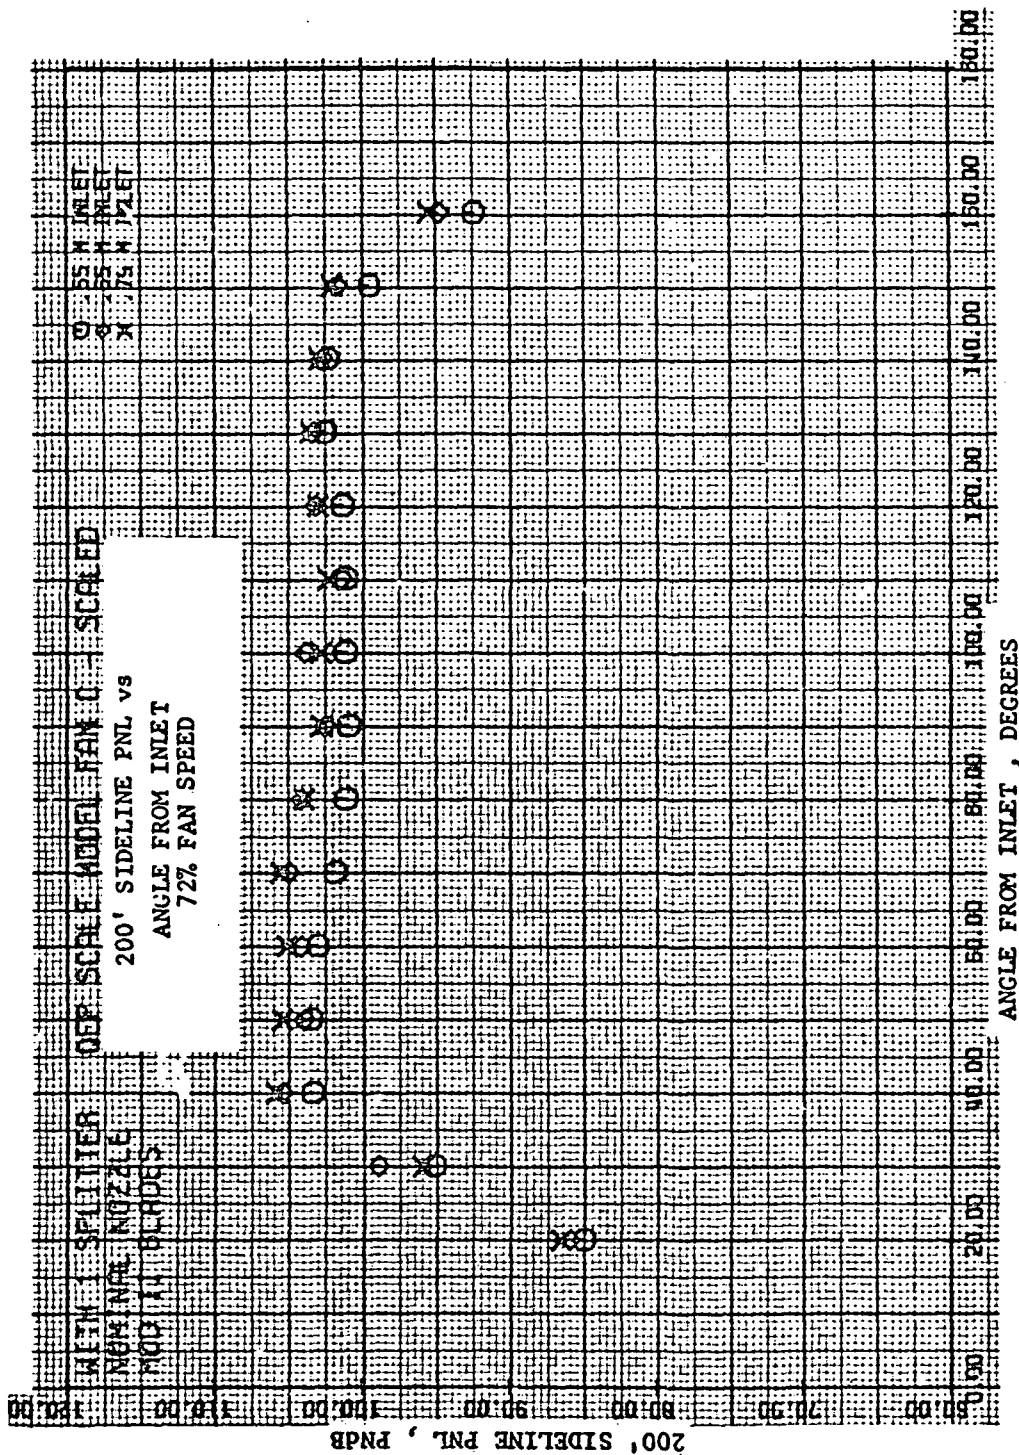 WITH 1 SPLITTER QEP SCALE MODEL FAN C - SCALED
NOMINAL NOZZLE
MOD IV BLADES
200' SIDELINE PNL vs
ANGLE FROM INLET
72% FAN SPEED
.55 M INLET
.65 M INLET
.75 M INLET
200' SIDELINE PNL , PNdB
120.00
110.00
100.00
90.00
80.00
70.00
60.00
0.00
20.00
40.00
60.00
80.00
100.00
120.00
140.00
160.00
180.00
ANGLE FROM INLET , DEGREES